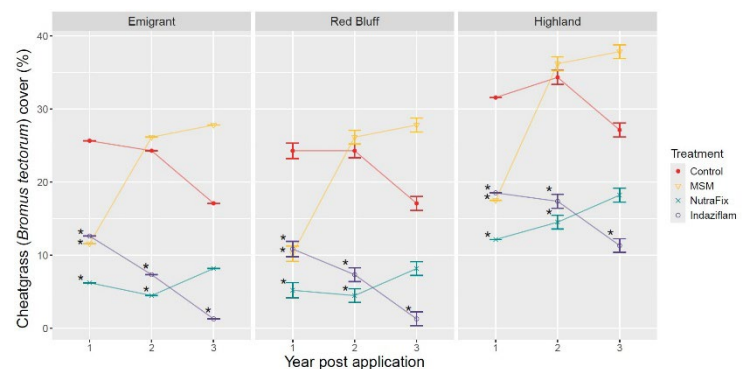 Emigrant
Red Bluff
Highland
Cheatgrass (Bromus tectorum) cover (%)
40
30
20
10
0
* * * * * *
* * * * * *
* * * * * *
1 2 3
1 2 3
1 2 3
Year post application
Treatment
Control
MSM
NutraFix
Indaziflam